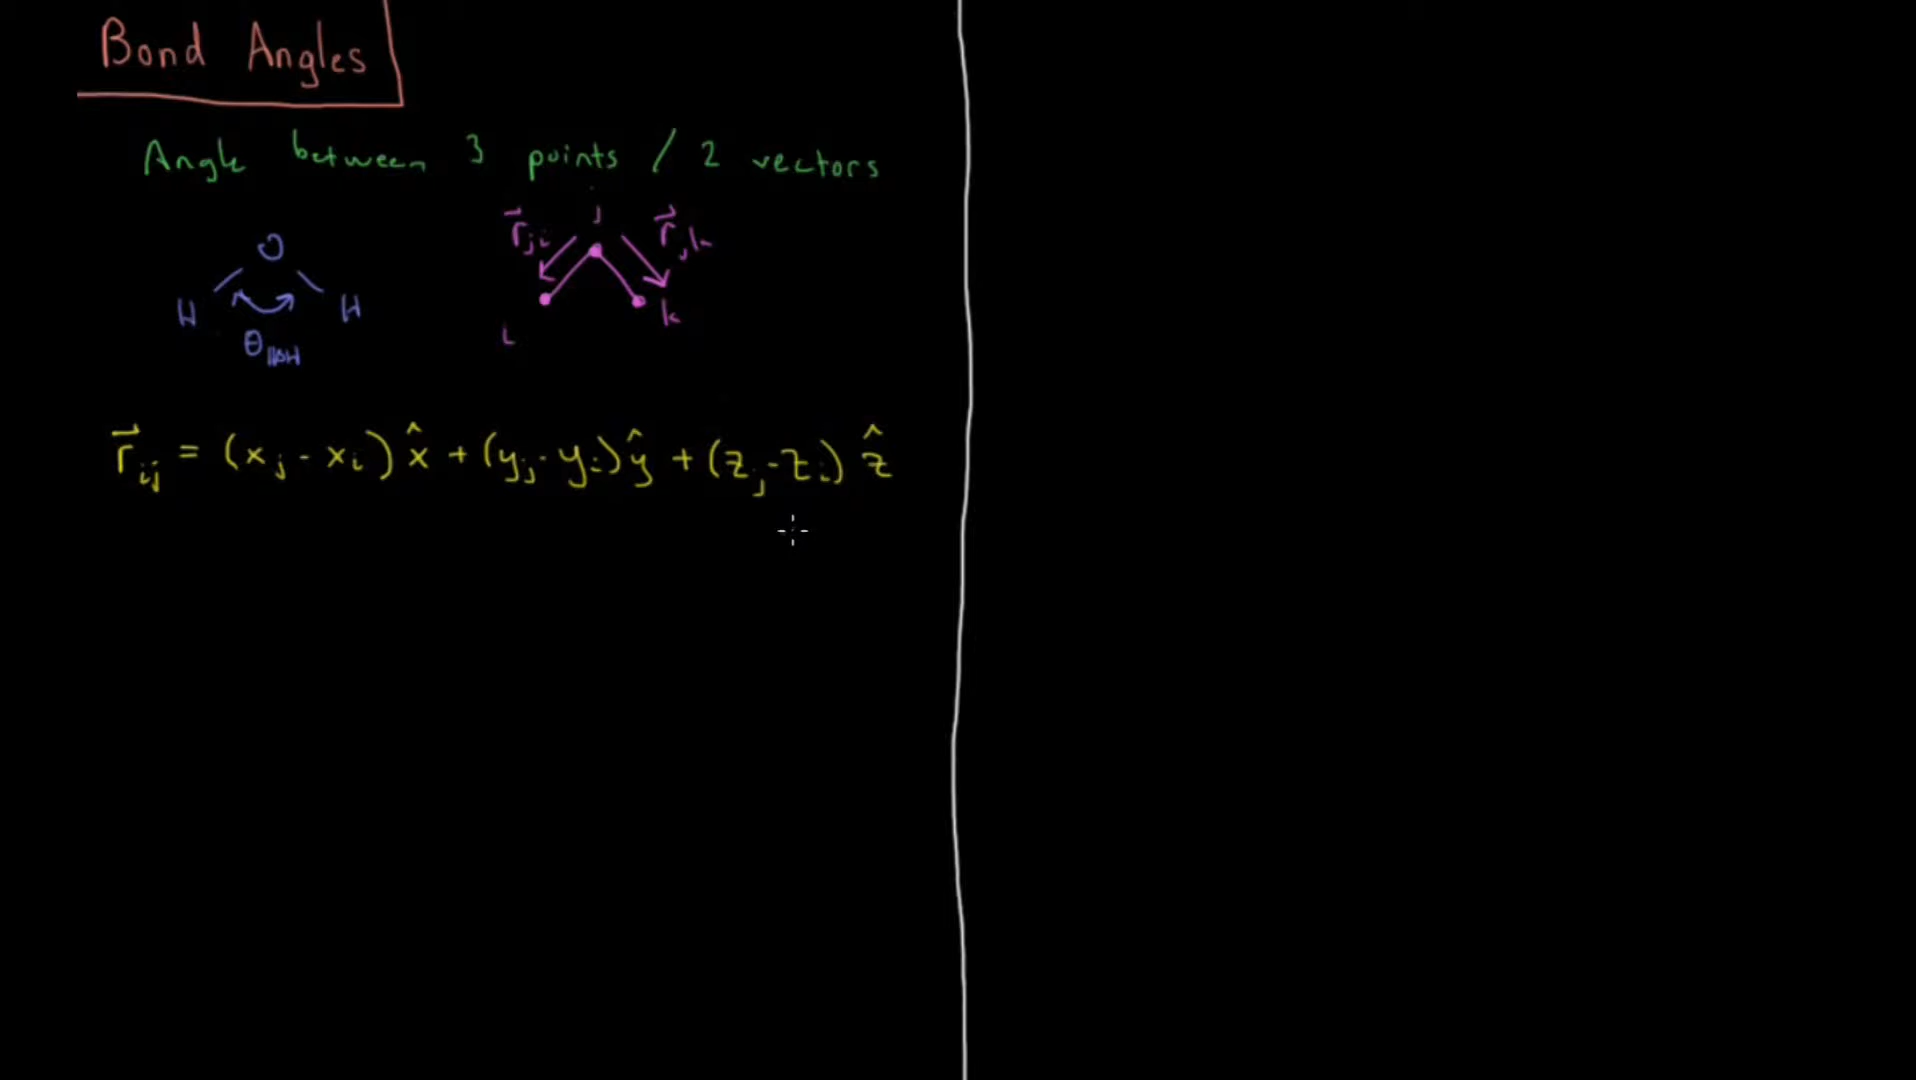 Bond Angles
Angle between 3 points / 2 vectors
j
r⃗ji r⃗jk
O
H H
i k
θHOH
r⃗ij = (xj - xi) x̂ + (yj - yi) ŷ + (zj - zi) ẑ